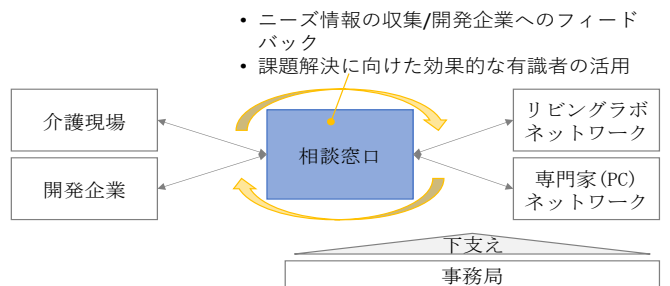 • ニーズ情報の収集/開発企業へのフィード
バック
• 課題解決に向けた効果的な有識者の活用
介護現場
開発企業
相談窓口
リビングラボ
ネットワーク
専門家(PC)
ネットワーク
下支え
事務局